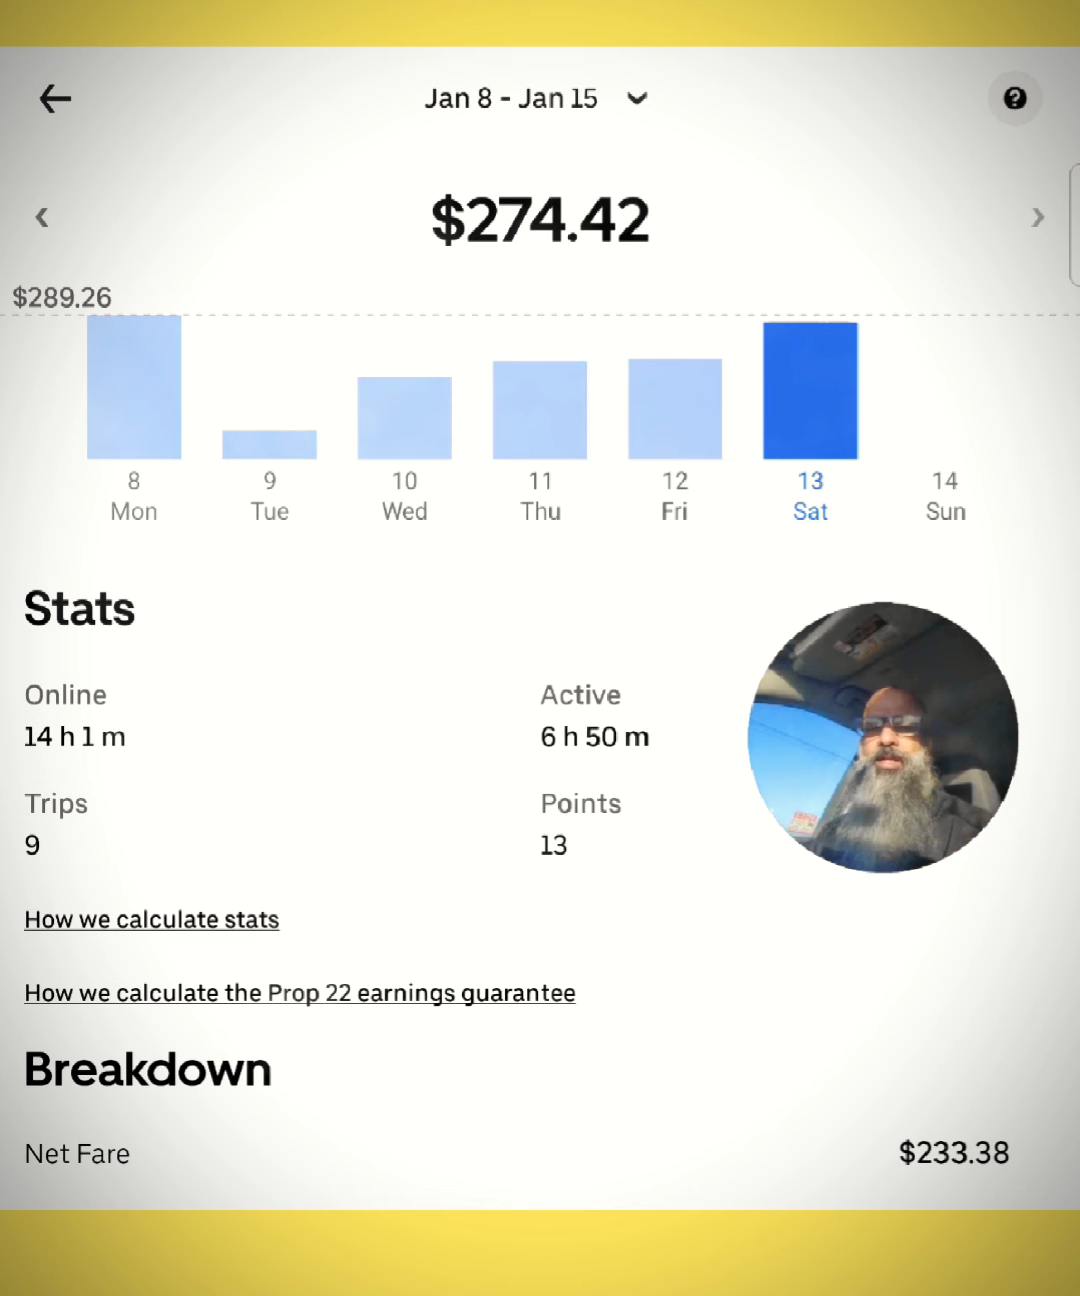 Jan 8 - Jan 15
$274.42
$289.26
8 9 10 11 12 13 14
Mon Tue Wed Thu Fri Sat Sun
Stats
Online Active
14 h 1 m 6 h 50 m
Trips Points
9 13
How we calculate stats
How we calculate the Prop 22 earnings guarantee
Breakdown
Net Fare $233.38